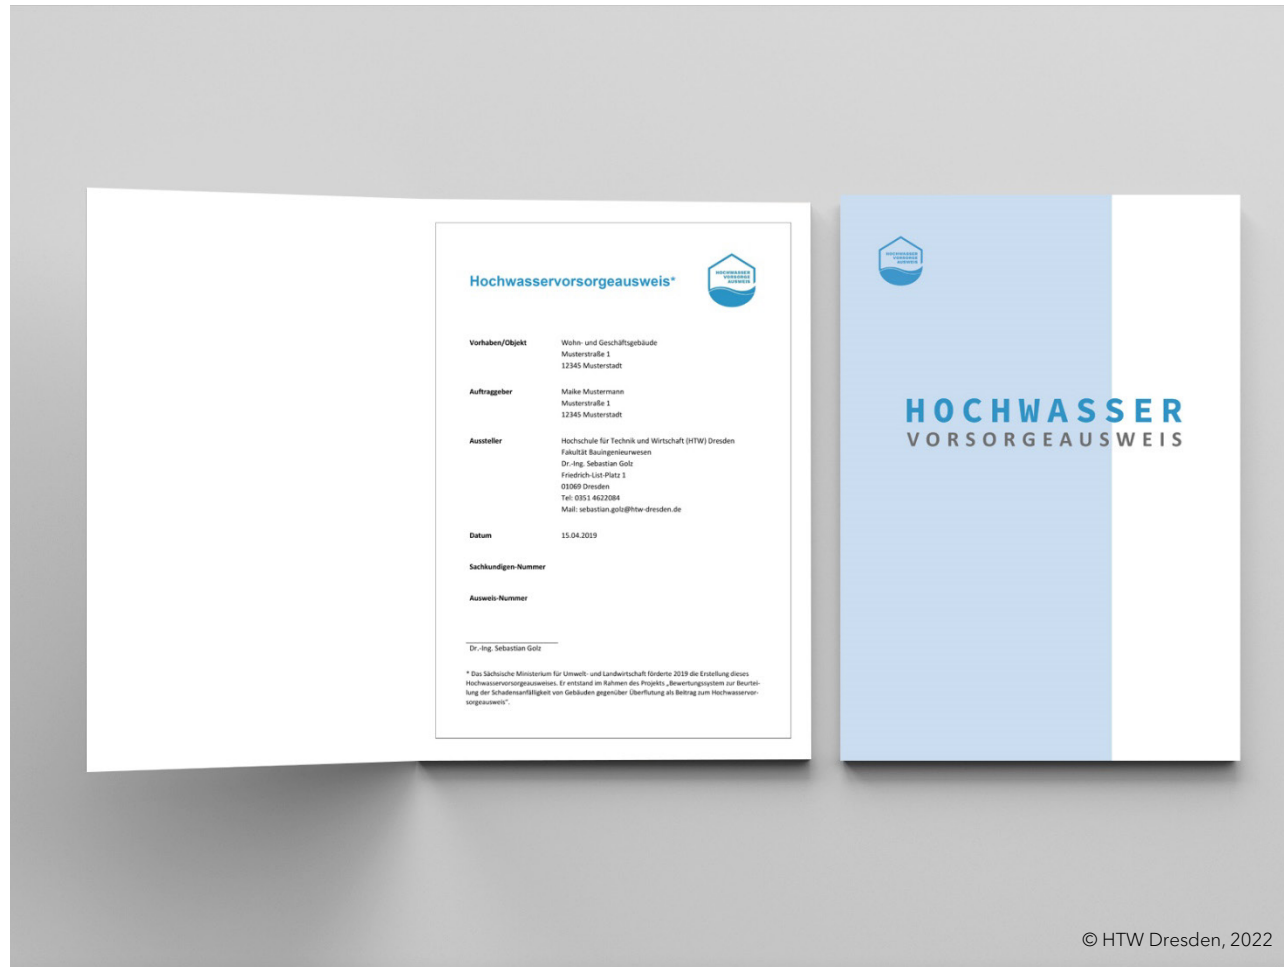 Hochwasservorsorgeausweis*
HOCHWASSER
VORSORGE
AUSWEIS
Vorhaben/Objekt Wohn- und Geschäftsgebäude
Musterstraße 1
12345 Musterstadt
Auftraggeber Maike Mustermann
Musterstraße 1
12345 Musterstadt
Aussteller Hochschule für Technik und Wirtschaft (HTW) Dresden
Fakultät Bauingenieurwesen
Dr.-Ing. Sebastian Golz
Friedrich-List-Platz 1
01069 Dresden
Tel: 0351 4622084
Mail: sebastian.golz@htw-dresden.de
Datum 15.04.2019
Sachkundigen-Nummer
Ausweis-Nummer
Dr.-Ing. Sebastian Golz
* Das Sächsische Ministerium für Umwelt- und Landwirtschaft förderte 2019 die Erstellung dieses
Hochwasservorsorgeausweises. Er entstand im Rahmen des Projekts „Bewertungssystem zur Beurtei-
lung der Schadensanfälligkeit von Gebäuden gegenüber Überflutung als Beitrag zum Hochwasservor-
sorgeausweis“.
HOCHWASSER
VORSORGE
AUSWEIS
HOCHWASSER
VORSORGEAUSWEIS
© HTW Dresden, 2022